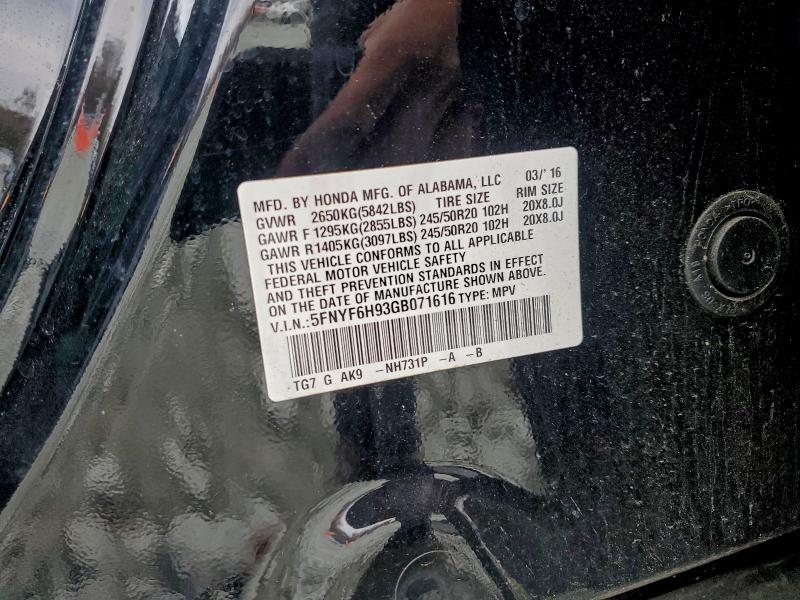 MFD. BY HONDA MFG. OF ALABAMA, LLC 03/'16
GVWR 2650KG(5842LBS) TIRE SIZE RIM SIZE
GAWR F 1295KG(2855LBS) 245/50R20 102H 20X8.0J
GAWR R1405KG(3097LBS) 245/50R20 102H 20X8.0J
THIS VEHICLE CONFORMS TO ALL APPLICABLE
FEDERAL MOTOR VEHICLE SAFETY
AND THEFT PREVENTION STANDARDS IN EFFECT
ON THE DATE OF MANUFACTURE SHOWN ABOVE.
V.I.N.:5FNYF6H93GB071616 TYPE: MPV
TG7 G AK9 -NH731P -A -B